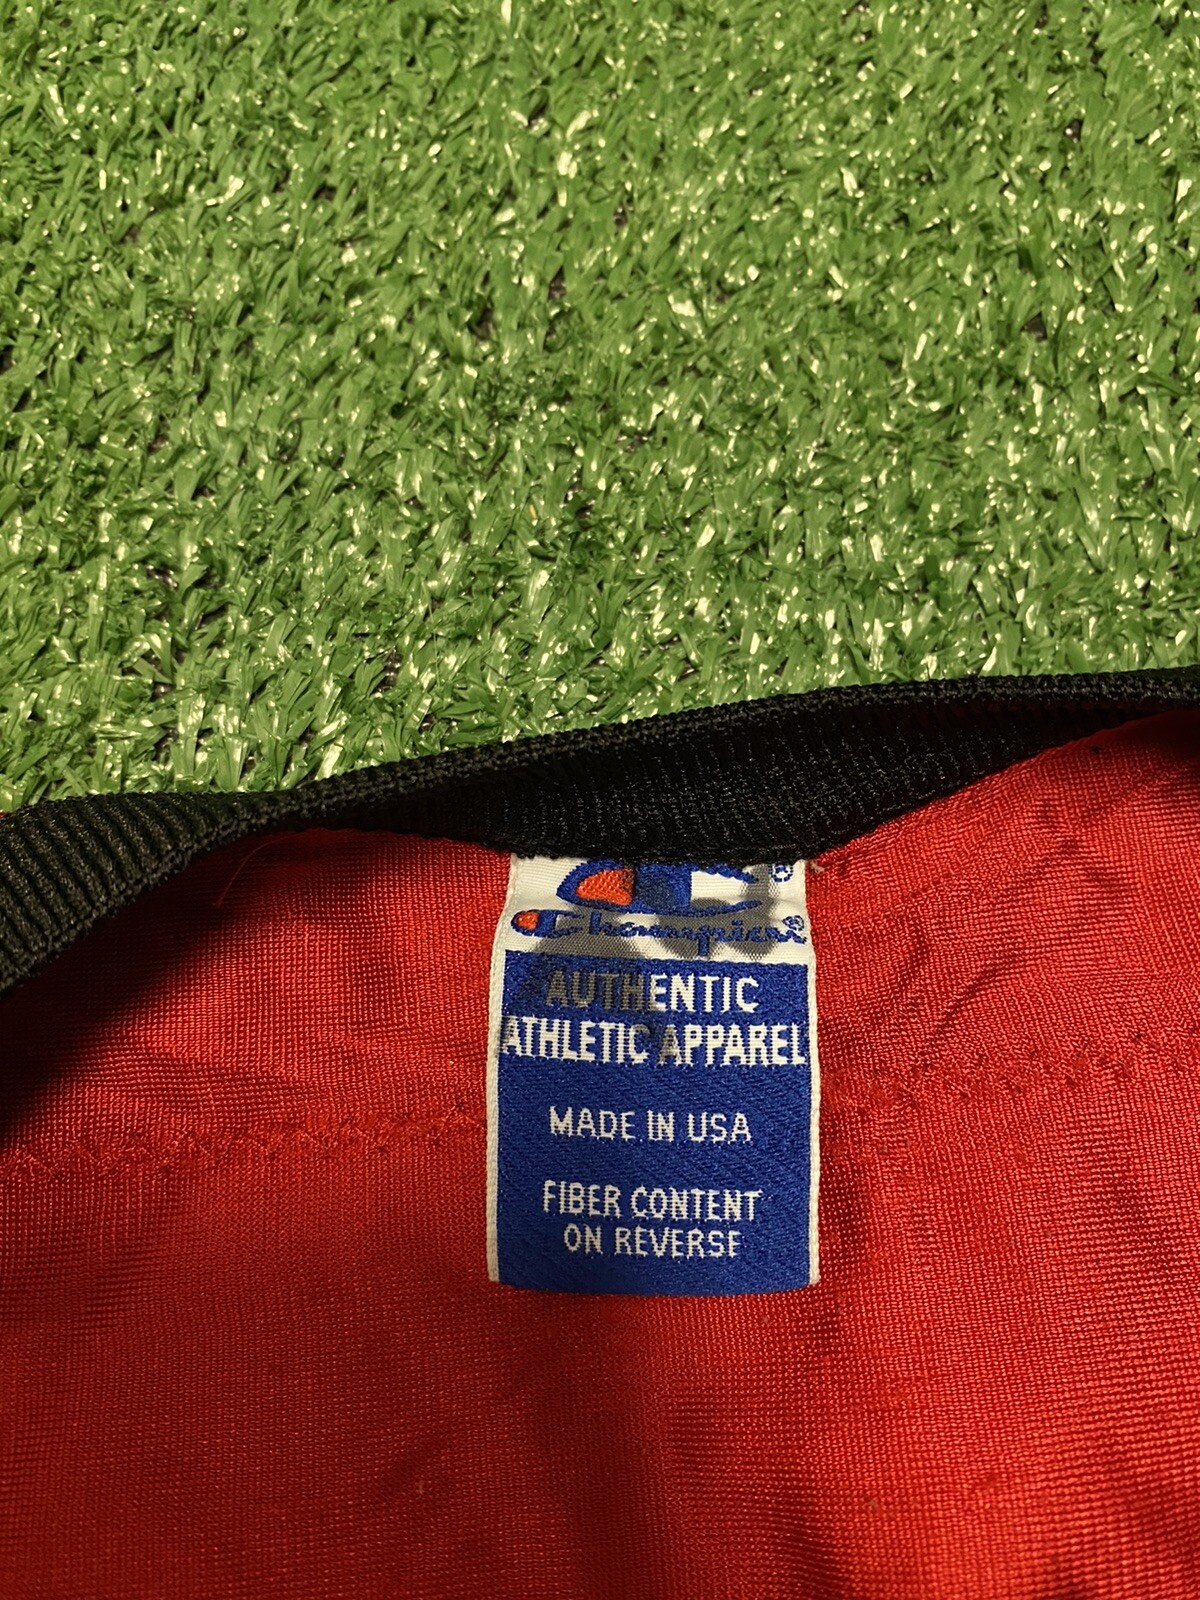 ®
Champion®
AUTHENTIC
ATHLETIC APPAREL
MADE IN USA
FIBER CONTENT
ON REVERSE